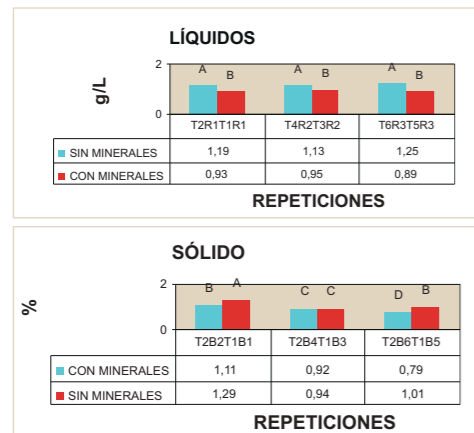 LÍQUIDOS
A B A B A B
2
0
g/L
T2R1T1R1 T4R2T3R2 T6R3T5R3
SIN MINERALES 1,19 1,13 1,25
CON MINERALES 0,93 0,95 0,89
REPETICIONES
SÓLIDO
B A C C D B
2
0
%
T2B2T1B1 T2B4T1B3 T2B6T1B5
CON MINERALES 1,11 0,92 0,79
SIN MINERALES 1,29 0,94 1,01
REPETICIONES